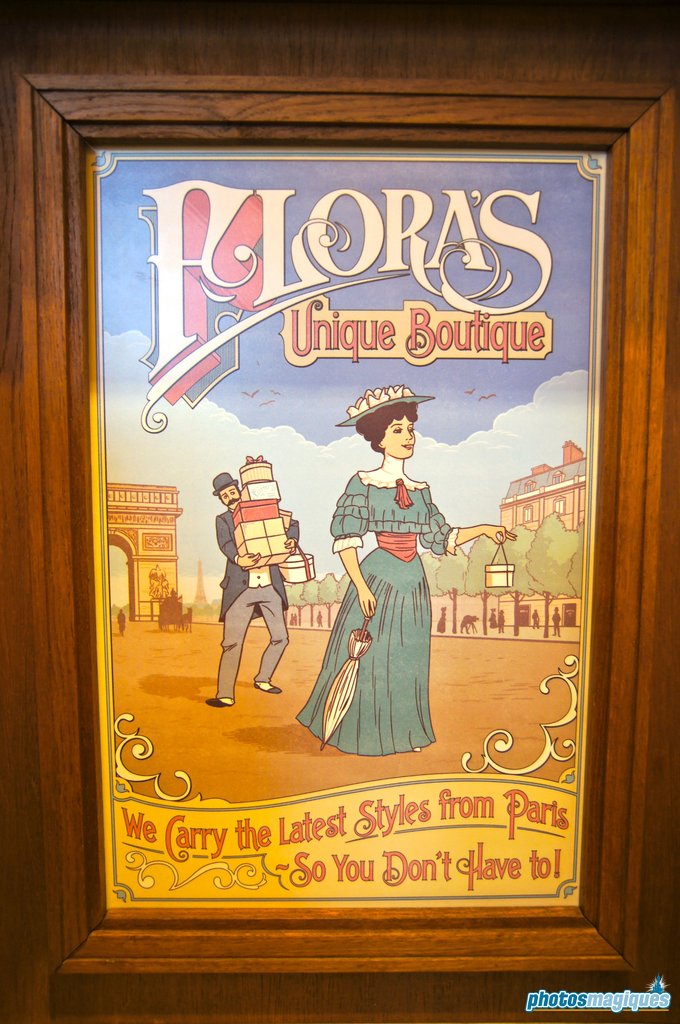 FLORA'S
Unique Boutique
We Carry the Latest Styles from Paris
~So You Don't Have to!
photosmagiques